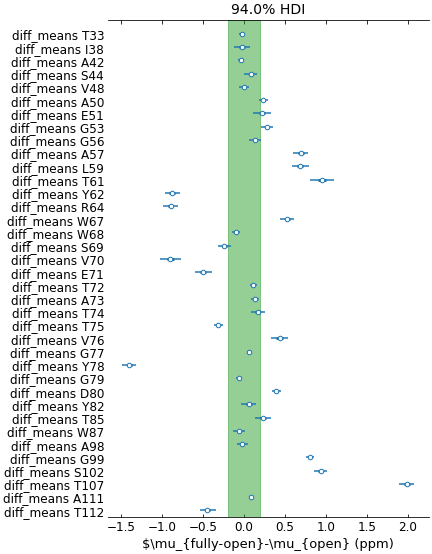 94.0% HDI
diff_means T33
diff_means I38
diff_means A42
diff_means S44
diff_means V48
diff_means A50
diff_means E51
diff_means G53
diff_means G56
diff_means A57
diff_means L59
diff_means T61
diff_means Y62
diff_means R64
diff_means W67
diff_means W68
diff_means S69
diff_means V70
diff_means E71
diff_means T72
diff_means A73
diff_means T74
diff_means T75
diff_means V76
diff_means G77
diff_means Y78
diff_means G79
diff_means D80
diff_means Y82
diff_means T85
diff_means W87
diff_means A98
diff_means G99
diff_means S102
diff_means T107
diff_means A111
diff_means T112
−1.5 −1.0 −0.5 0.0 0.5 1.0 1.5 2.0
$\mu_{fully-open}-\mu_{open} (ppm)